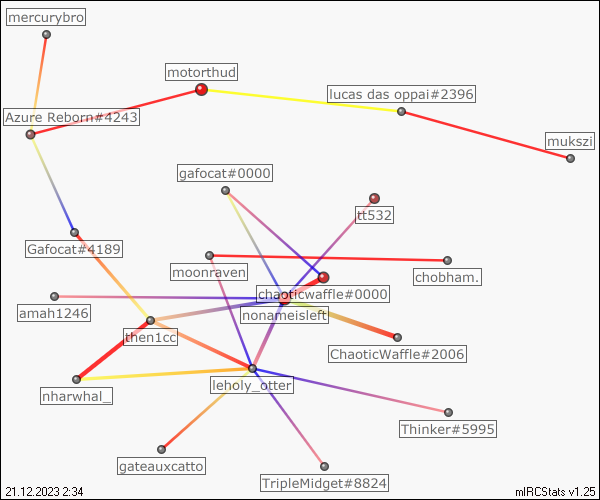 mercurybro
motorthud
lucas das oppai#2396
Azure Reborn#4243
mukszi
gafocat#0000
tt532
Gafocat#4189
moonraven
chobham.
chaoticwaffle#0000
amah1246
nonameisleft
then1cc
ChaoticWaffle#2006
leholy_otter
nharwhal_
Thinker#5995
gateauxcatto
TripleMidget#8824
21.12.2023 2:34
mIRCStats v1.25